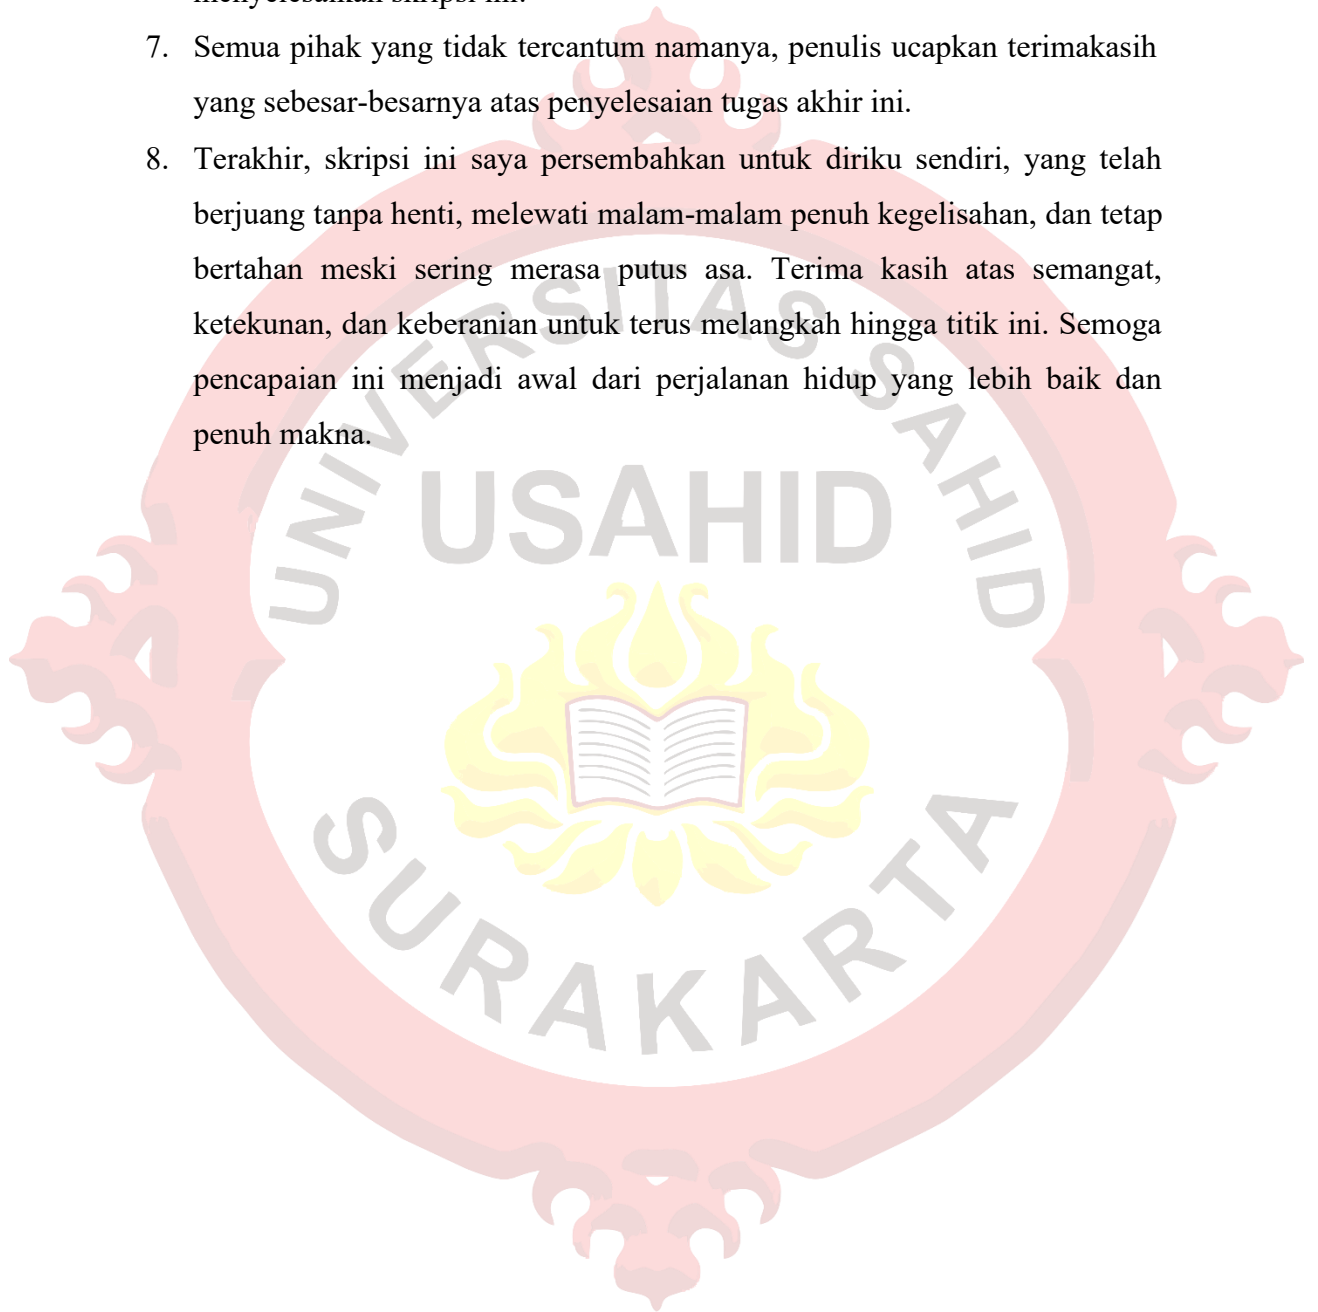 menyelesaikan skripsi ini.
7. Semua pihak yang tidak tercantum namanya, penulis ucapkan terimakasih
yang sebesar-besarnya atas penyelesaian tugas akhir ini.
8. Terakhir, skripsi ini saya persembahkan untuk diriku sendiri, yang telah
berjuang tanpa henti, melewati malam-malam penuh kegelisahan, dan tetap
bertahan meski sering merasa putus asa. Terima kasih atas semangat,
ketekunan, dan keberanian untuk terus melangkah hingga titik ini. Semoga
pencapaian ini menjadi awal dari perjalanan hidup yang lebih baik dan
penuh makna.
UNIVERSITAS SAHID
USAHID
SURAKARTA